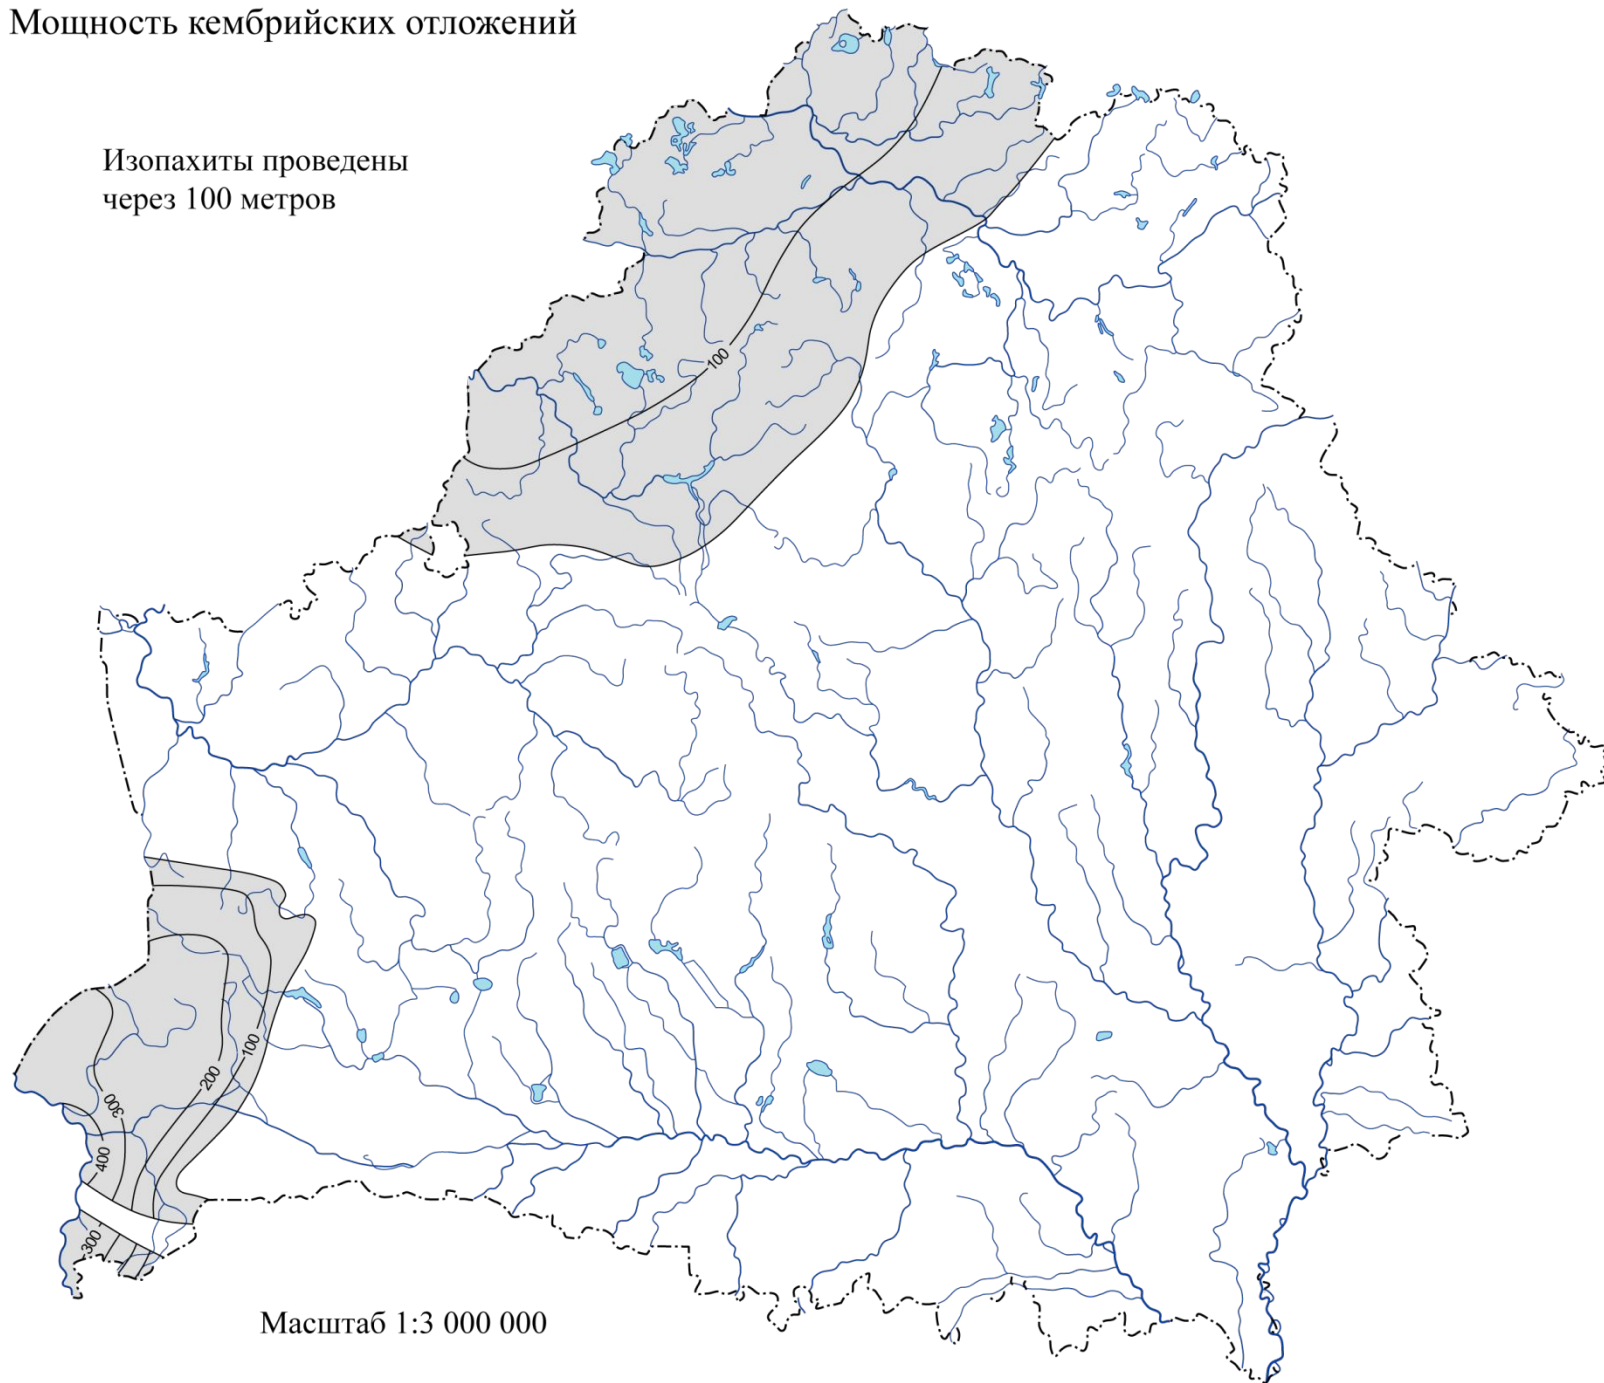 Мощность кембрийских отложений
Изопахиты проведены
через 100 метров
100
100
200
300
400
300
Масштаб 1:3 000 000